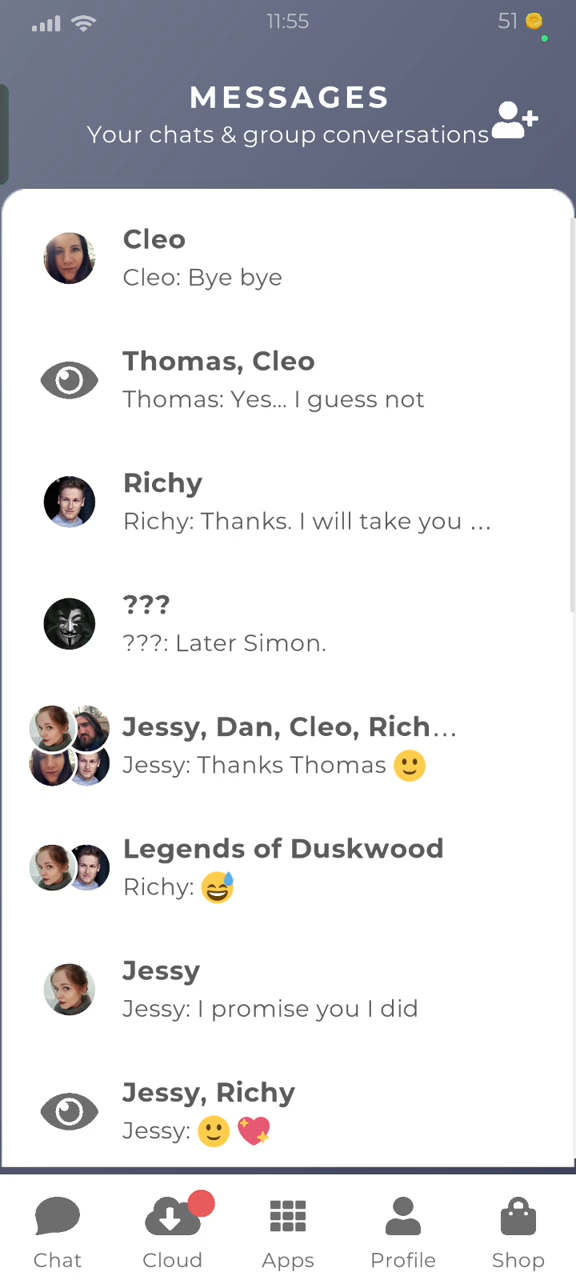 11:55
51
MESSAGES
Your chats & group conversations
Cleo
Cleo: Bye bye
Thomas, Cleo
Thomas: Yes... I guess not
Richy
Richy: Thanks. I will take you ...
???
???: Later Simon.
Jessy, Dan, Cleo, Rich...
Jessy: Thanks Thomas 🙂
Legends of Duskwood
Richy: 😅
Jessy
Jessy: I promise you I did
Jessy, Richy
Jessy: 🙂 💖
Chat
Cloud
Apps
Profile
Shop